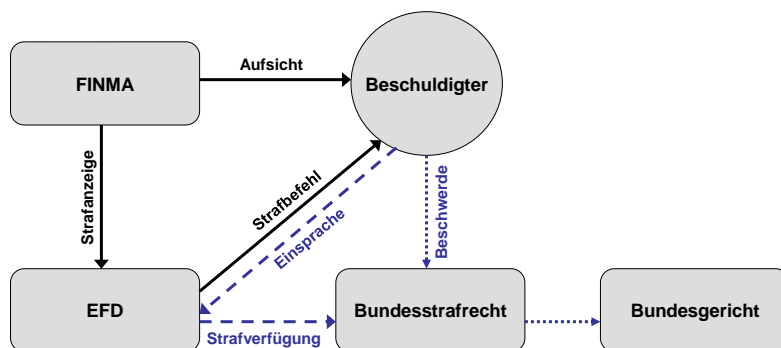 FINMA
Aufsicht
Beschuldigter
Strafanzeige
Strafbefehl
Einsprache
Beschwerde
EFD
Strafverfügung
Bundesstrafrecht
Bundesgericht